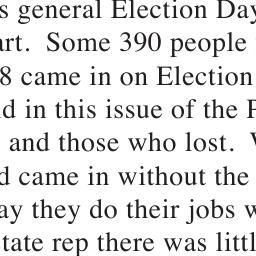 s general Election Day
art. Some 390 people
8 came in on Election
d in this issue of the P
and those who lost. W
d came in without the
ay they do their jobs w
tate rep there was littl